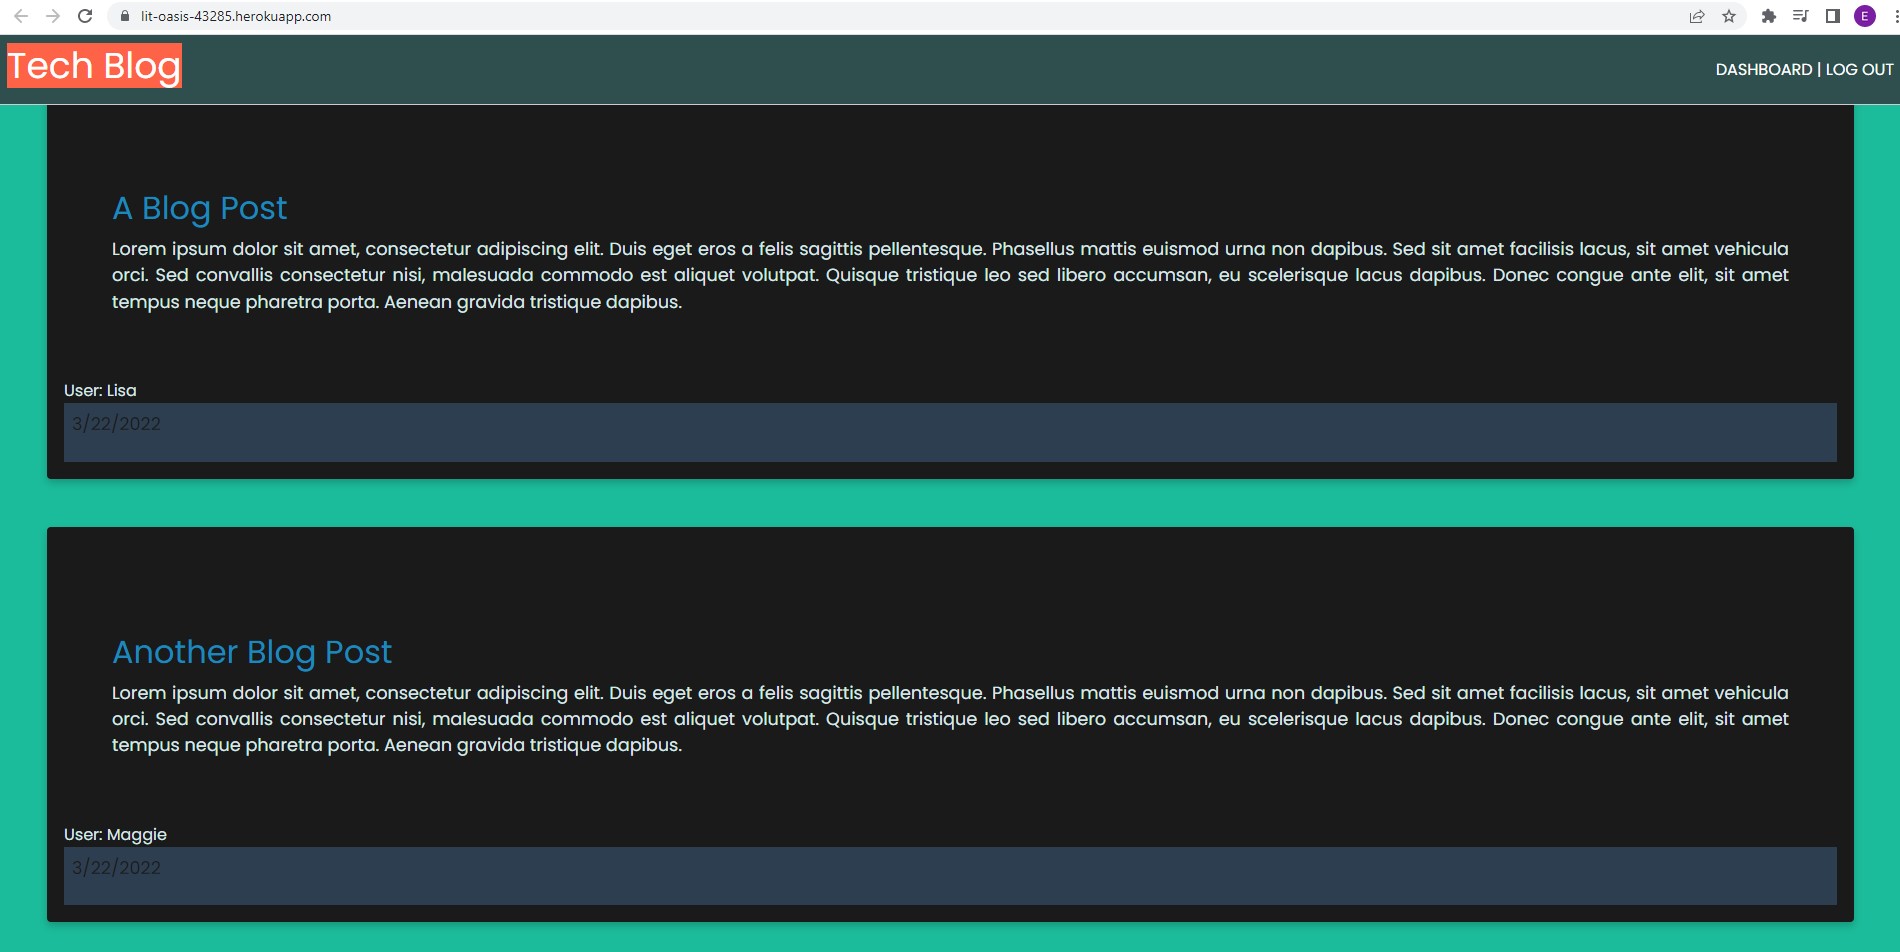 lit-oasis-43285.herokuapp.com
E
Tech Blog
DASHBOARD | LOG OUT
A Blog Post
Lorem ipsum dolor sit amet, consectetur adipiscing elit. Duis eget eros a felis sagittis pellentesque. Phasellus mattis euismod urna non dapibus. Sed sit amet facilisis lacus, sit amet vehicula
orci. Sed convallis consectetur nisi, malesuada commodo est aliquet volutpat. Quisque tristique leo sed libero accumsan, eu scelerisque lacus dapibus. Donec congue ante elit, sit amet
tempus neque pharetra porta. Aenean gravida tristique dapibus.
User: Lisa
3/22/2022
Another Blog Post
Lorem ipsum dolor sit amet, consectetur adipiscing elit. Duis eget eros a felis sagittis pellentesque. Phasellus mattis euismod urna non dapibus. Sed sit amet facilisis lacus, sit amet vehicula
orci. Sed convallis consectetur nisi, malesuada commodo est aliquet volutpat. Quisque tristique leo sed libero accumsan, eu scelerisque lacus dapibus. Donec congue ante elit, sit amet
tempus neque pharetra porta. Aenean gravida tristique dapibus.
User: Maggie
3/22/2022